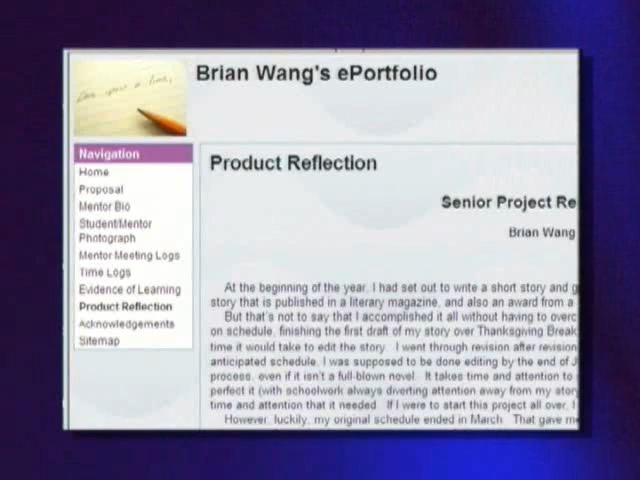 Brian Wang's ePortfolio
Navigation
Home
Proposal
Mentor Bio
Student/Mentor
Photograph
Mentor Meeting Logs
Time Logs
Evidence of Learning
Product Reflection
Acknowledgements
Sitemap
Product Reflection
Senior Project Re
Brian Wang
At the beginning of the year, I had set out to write a short story and g
story that is published in a literary magazine, and also an award from a
But that's not to say that I accomplished it all without having to overc
on schedule, finishing the first draft of my story over Thanksgiving Break
time it would take to edit the story. I went through revision after revision
anticipated schedule, I was supposed to be done editing by the end of J
process, even if it isn't a full-blown novel. It takes time and attention to
perfect it (with schoolwork always diverting attention away from my story
time and attention that it needed. If I were to start this project all over, I
However, luckily, my original schedule ended in March. That gave me